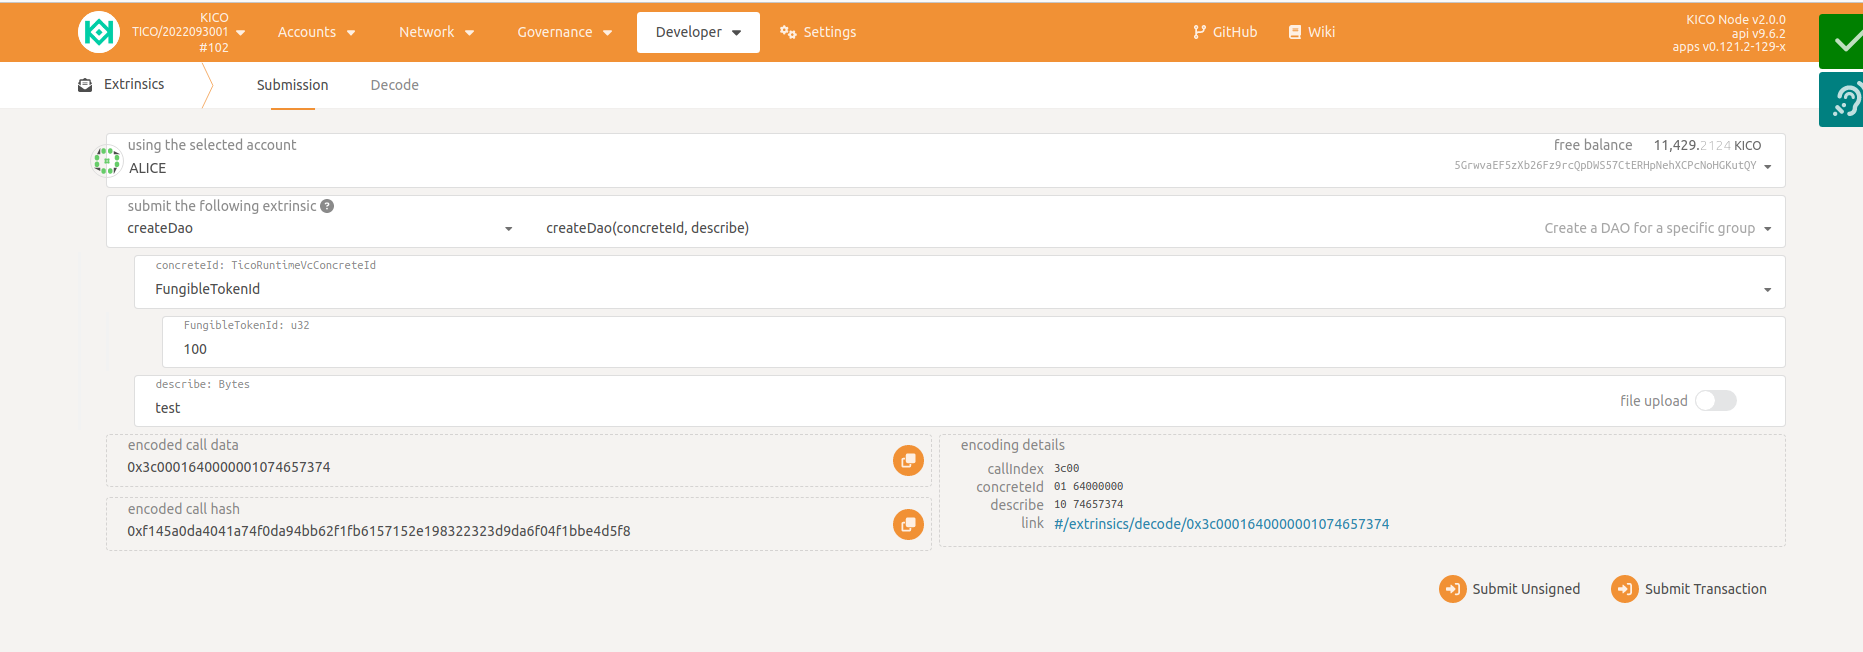 KICO
TICO/2022093001
#102
Accounts
Network
Governance
Developer
Settings
GitHub
Wiki
KICO Node v2.0.0
api v9.6.2
apps v0.121.2-129-x
Extrinsics
Submission
Decode
using the selected account
ALICE
free balance 11,429.2124 KICO
5GrwvaEF5zXb26Fz9rcQpDWS57CtERHpNehXCPcNoHGKutQY
submit the following extrinsic ?
createDao
createDao(concreteId, describe)
Create a DAO for a specific group
concreteId: TicoRuntimeVcConcreteId
FungibleTokenId
FungibleTokenId: u32
100
describe: Bytes
test
file upload
encoded call data
0x3c0001640000001074657374
encoded call hash
0xf145a0da4041a74f0da94bb62f1fb6157152e198322323d9da6f04f1bbe4d5f8
encoding details
callIndex 3c00
concreteId 01 64000000
describe 10 74657374
link #/extrinsics/decode/0x3c0001640000001074657374
Submit Unsigned
Submit Transaction